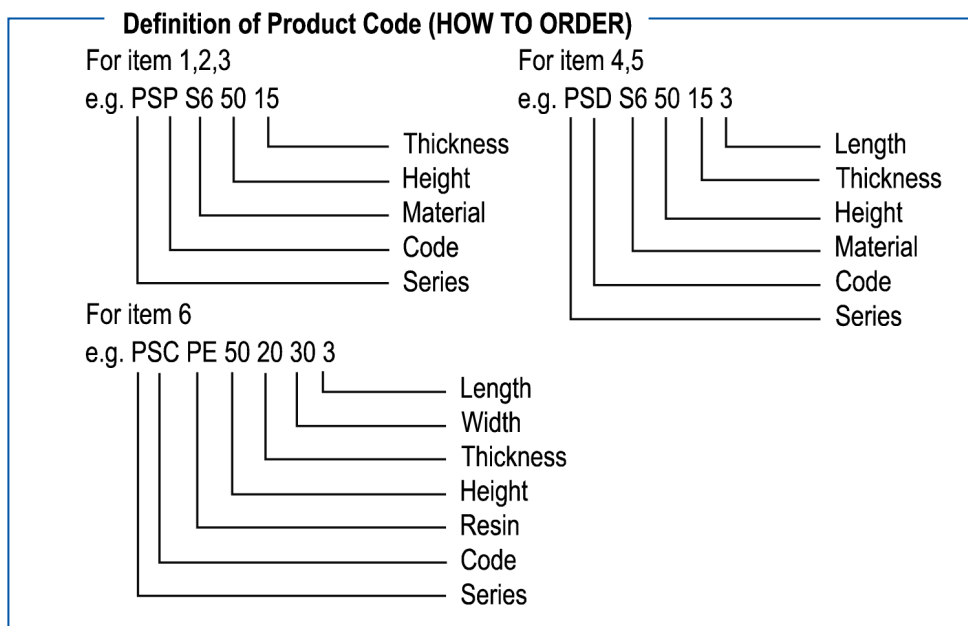 Definition of Product Code (HOW TO ORDER)
For item 1,2,3
e.g. PSP S6 50 15
Thickness
Height
Material
Code
Series
For item 4,5
e.g. PSD S6 50 15 3
Length
Thickness
Height
Material
Code
Series
For item 6
e.g. PSC PE 50 20 30 3
Length
Width
Thickness
Height
Resin
Code
Series